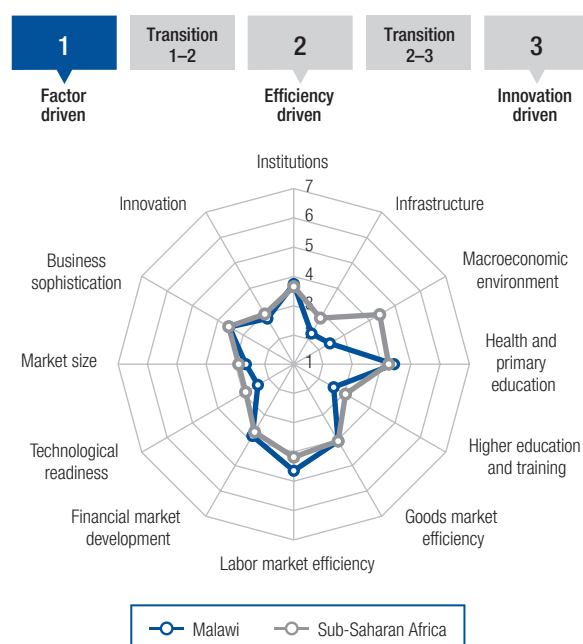 1
Transition
1–2
2
Transition
2–3
3
Factor
driven
Efficiency
driven
Innovation
driven
Institutions
7
Innovation
Infrastructure
6
5
Business
sophistication
Macroeconomic
environment
4
3
Market size
1
Health and
primary
education
Technological
readiness
Higher education
and training
Financial market
development
Goods market
efficiency
Labor market efficiency
Malawi
Sub-Saharan Africa